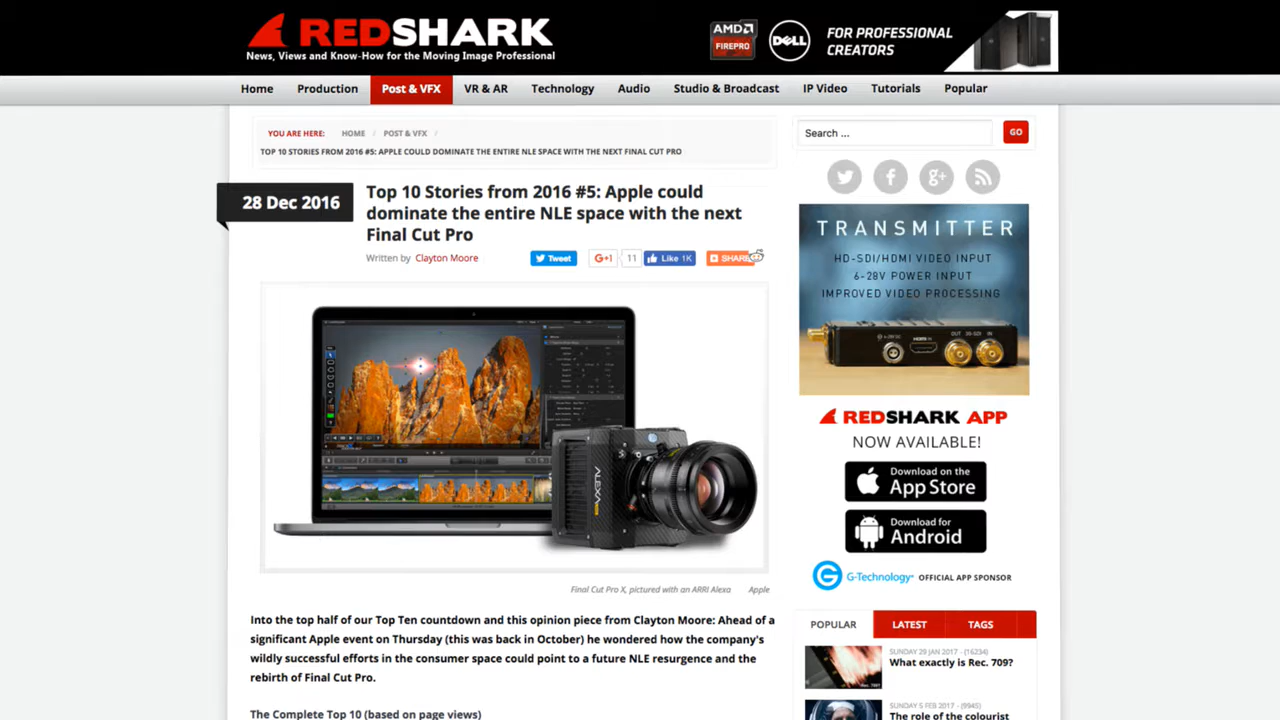 REDSHARK
News, Views and Know-How for the Moving Image Professional
AMD
FIREPRO
DELL
FOR PROFESSIONAL
CREATORS
Home
Production
Post & VFX
VR & AR
Technology
Audio
Studio & Broadcast
IP Video
Tutorials
Popular
YOU ARE HERE: HOME / POST & VFX /
TOP 10 STORIES FROM 2016 #5: APPLE COULD DOMINATE THE ENTIRE NLE SPACE WITH THE NEXT FINAL CUT PRO
Search ...
GO
28 Dec 2016
Top 10 Stories from 2016 #5: Apple could
dominate the entire NLE space with the next
Final Cut Pro
Written by Clayton Moore
Tweet
G+1
11
Like 1K
SHARE
ALEXA
Final Cut Pro X, pictured with an ARRI Alexa Apple
Into the top half of our Top Ten countdown and this opinion piece from Clayton Moore: Ahead of a
significant Apple event on Thursday (this was back in October) he wondered how the company's
wildly successful efforts in the consumer space could point to a future NLE resurgence and the
rebirth of Final Cut Pro.
The Complete Top 10 (based on page views)
TRANSMITTER
HD-SDI/HDMI VIDEO INPUT
6-28V POWER INPUT
IMPROVED VIDEO PROCESSING
HDMI IN
OUT
3G-SDI
IN
REDSHARK APP
NOW AVAILABLE!
Download on the
App Store
Download for
Android
G-Technology OFFICIAL APP SPONSOR
POPULAR
LATEST
TAGS
SUNDAY 29 JAN 2017 - (16234)
What exactly is Rec. 709?
SUNDAY 5 FEB 2017 - (9945)
The role of the colourist